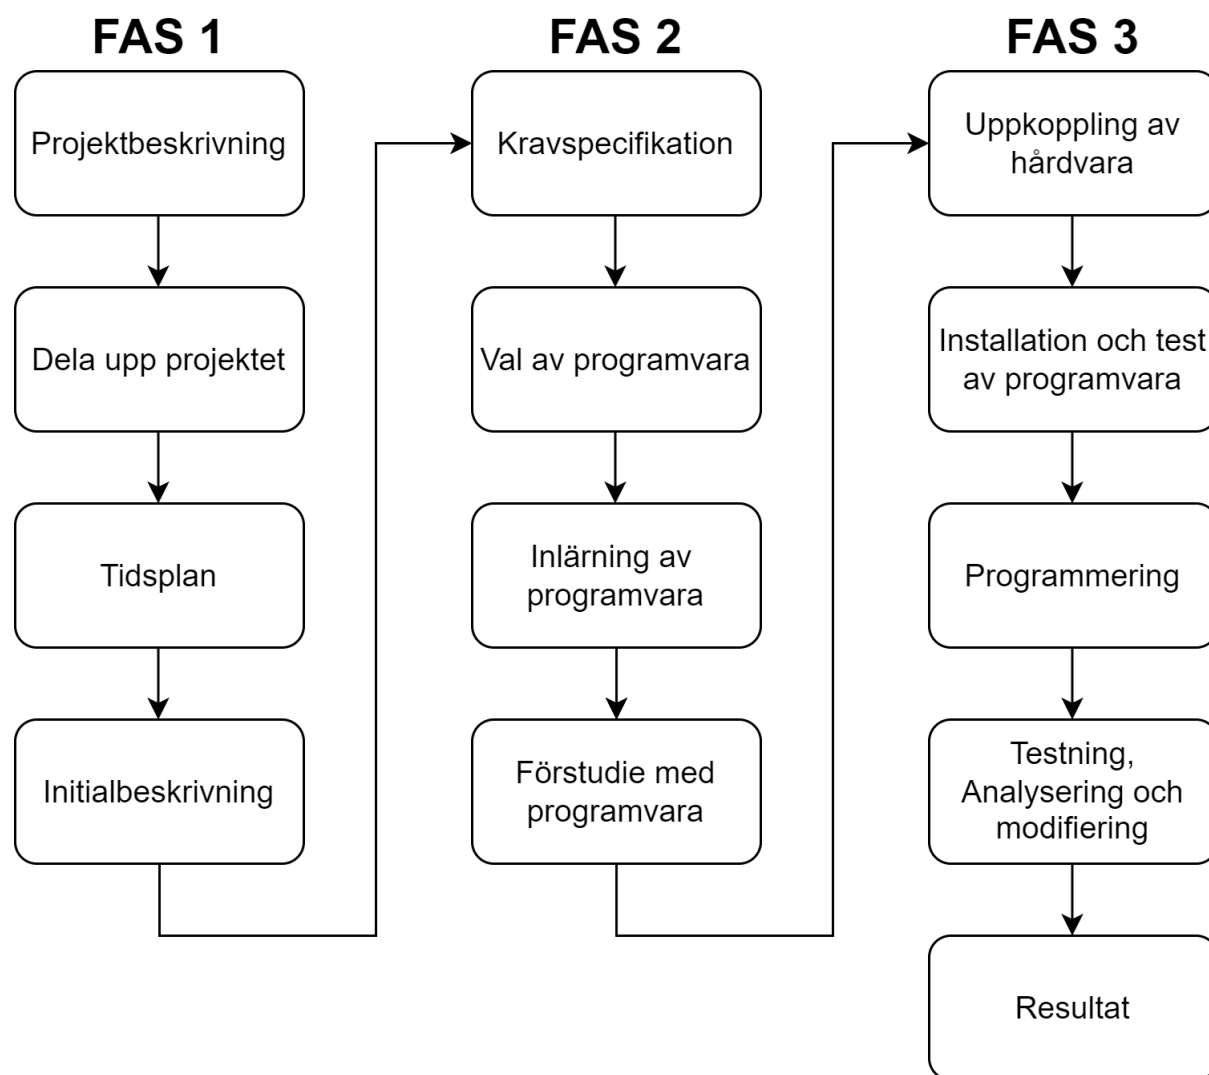 FAS 1
Projektbeskrivning
Dela upp projektet
Tidsplan
Initialbeskrivning
FAS 2
Kravspecifikation
Val av programvara
Inlärning av
programvara
Förstudie med
programvara
FAS 3
Uppkoppling av
hårdvara
Installation och test
av programvara
Programmering
Testning,
Analysering och
modifiering
Resultat